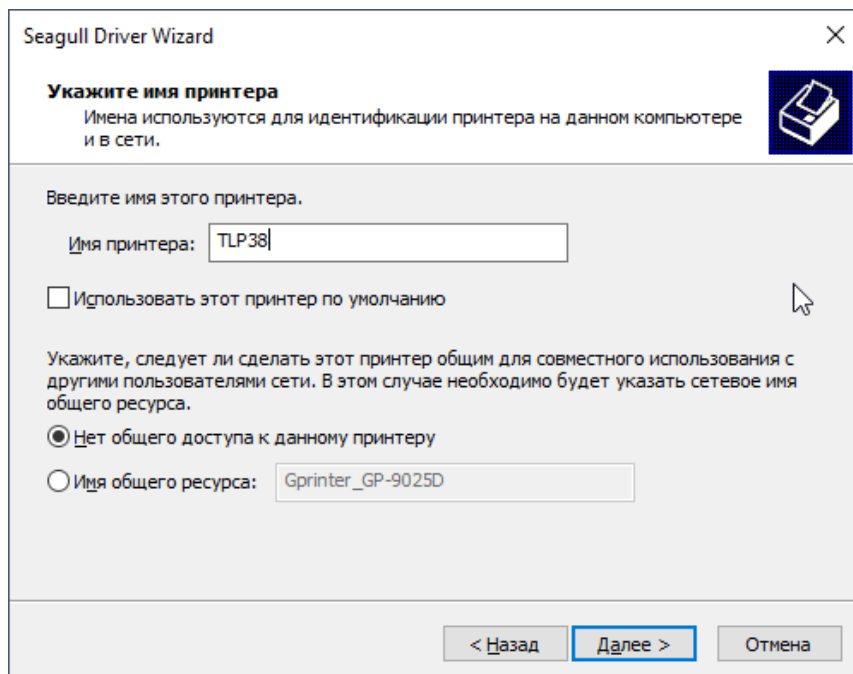 Seagull Driver Wizard
Укажите имя принтера
Имена используются для идентификации принтера на данном компьютере
и в сети.
Введите имя этого принтера.
Имя принтера: TLP38
Использовать этот принтер по умолчанию
Укажите, следует ли сделать этот принтер общим для совместного использования с
другими пользователями сети. В этом случае необходимо будет указать сетевое имя
общего ресурса.
Нет общего доступа к данному принтеру
Имя общего ресурса: Gprinter_GP-9025D
< Назад Далее > Отмена